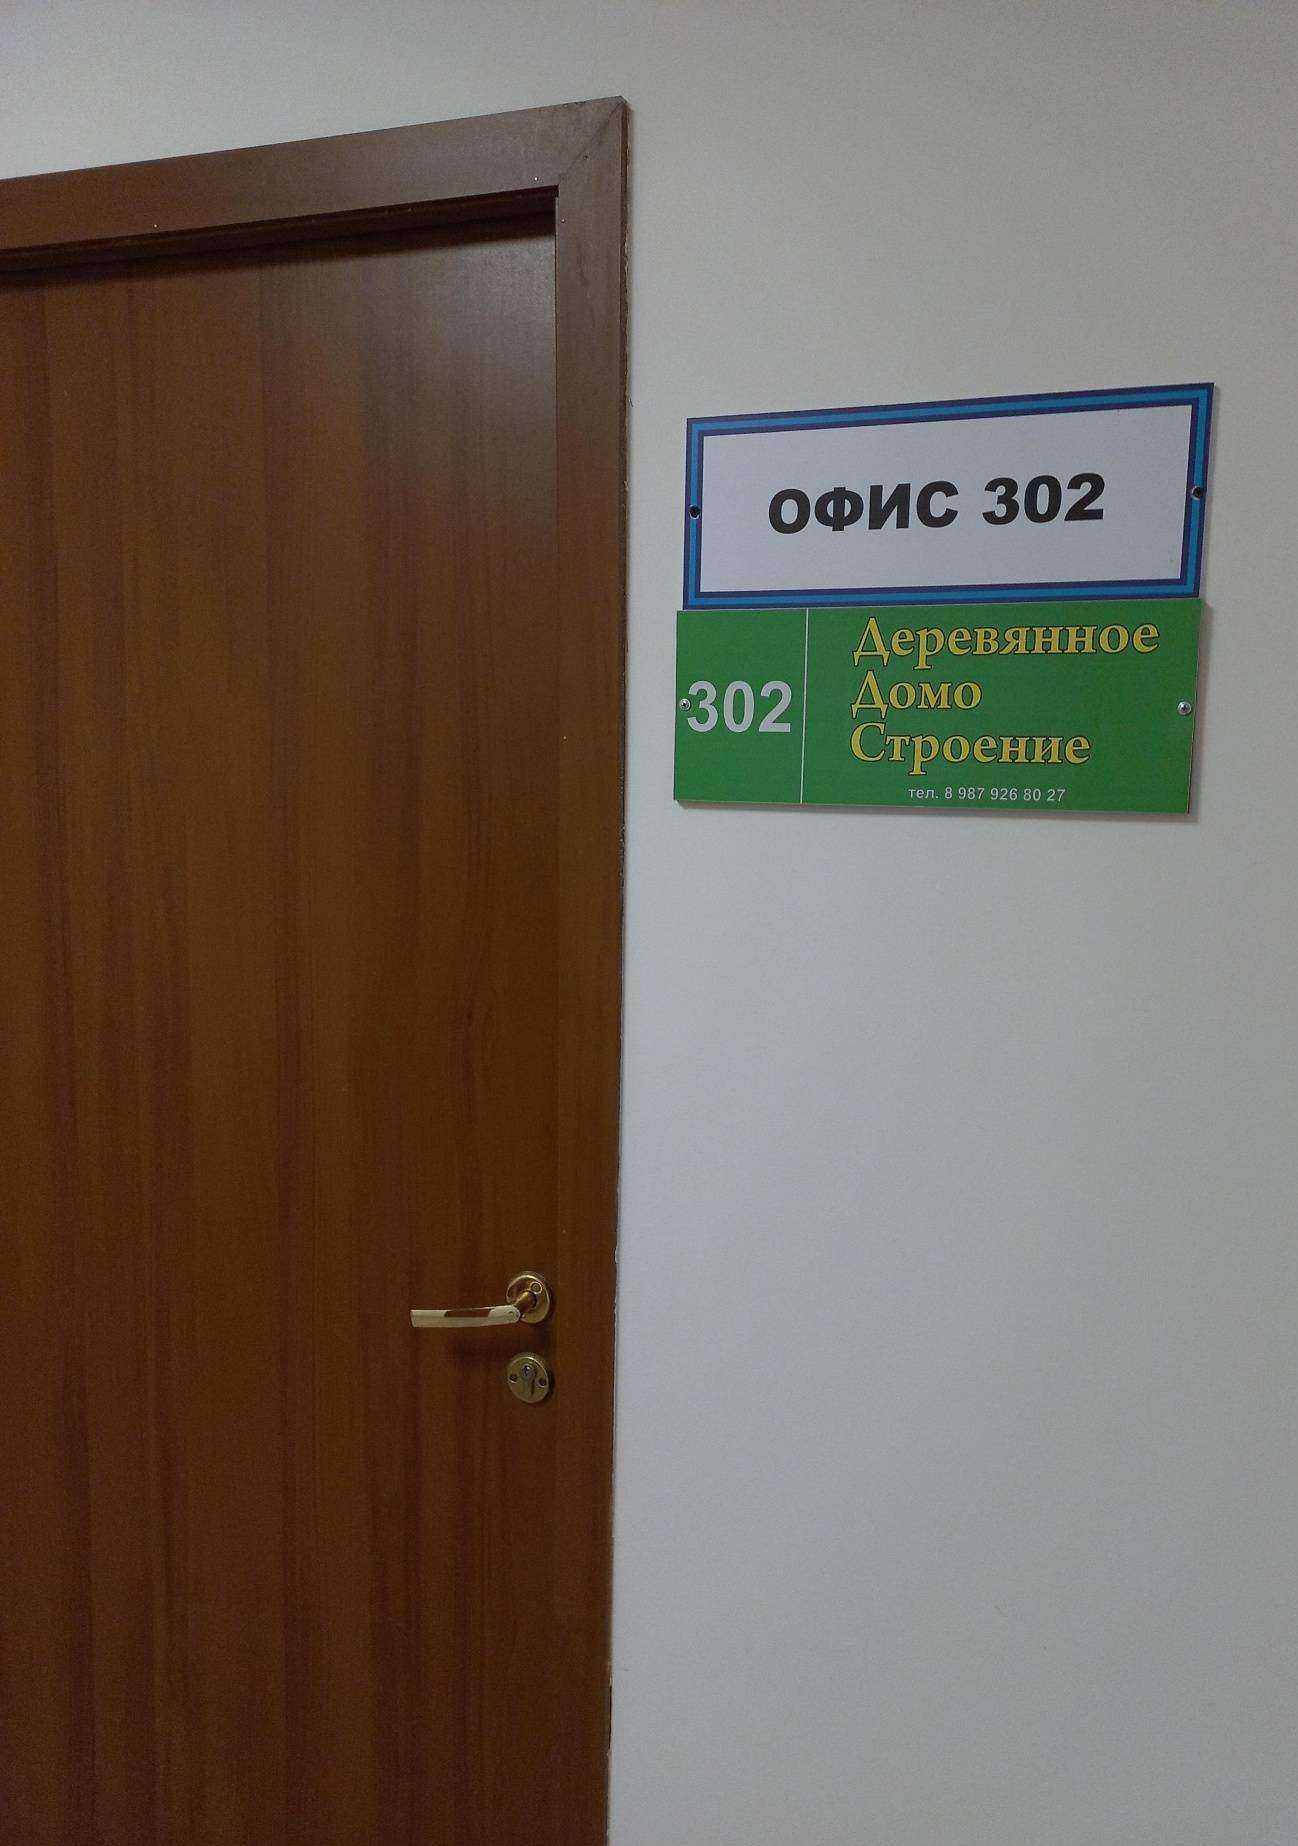 ОФИС 302
302
Деревянное
Домо
Строение
тел. 8 987 926 80 27